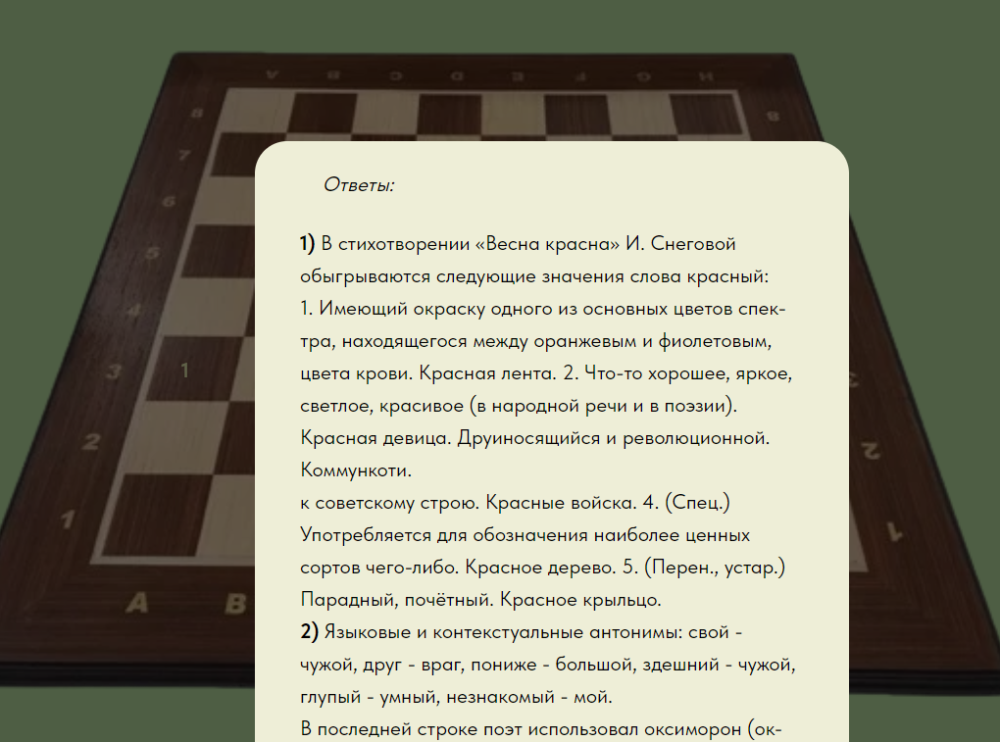 A B C D E F G H
8 8
7
6
5
4
3 1 3
2 2
1 1
A B
Ответы:
1) В стихотворении «Весна красна» И. Снеговой
обыгрываются следующие значения слова красный:
1. Имеющий окраску одного из основных цветов спек-
тра, находящегося между оранжевым и фиолетовым,
цвета крови. Красная лента. 2. Что-то хорошее, яркое,
светлое, красивое (в народной речи и в поэзии).
Красная девица. Друиносящийся и революционной.
Коммункоти.
к советскому строю. Красные войска. 4. (Спец.)
Употребляется для обозначения наиболее ценных
сортов чего-либо. Красное дерево. 5. (Перен., устар.)
Парадный, почётный. Красное крыльцо.
2) Языковые и контекстуальные антонимы: свой -
чужой, друг - враг, пониже - большой, здешний - чужой,
глупый - умный, незнакомый - мой.
В последней строке поэт использовал оксиморон (ок-